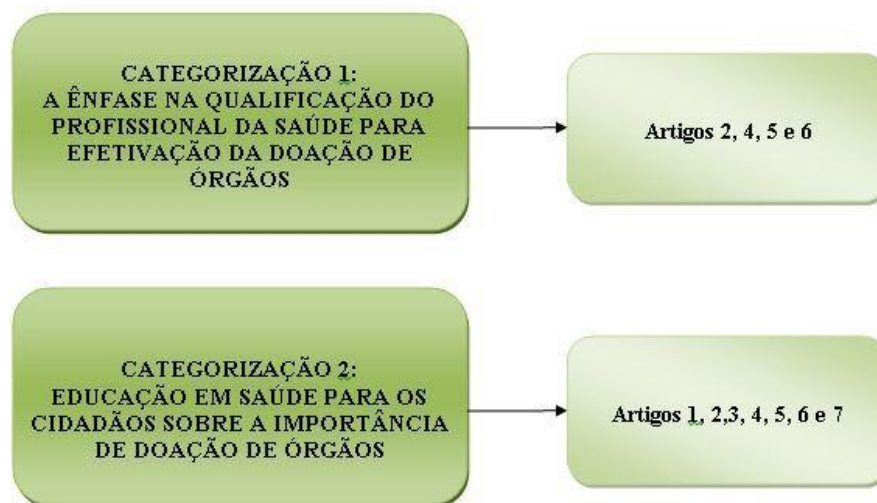 CATEGORIZAÇÃO 1:
A ÊNFASE NA QUALIFICAÇÃO DO
PROFISSIONAL DA SAÚDE PARA
EFETIVAÇÃO DA DOAÇÃO DE
ÓRGÃOS
Artigos 2, 4, 5 e 6
CATEGORIZAÇÃO 2:
EDUCAÇÃO EM SAÚDE PARA OS
CIDADÃOS SOBRE A IMPORTÂNCIA
DE DOAÇÃO DE ÓRGÃOS
Artigos 1, 2,3, 4, 5, 6 e 7